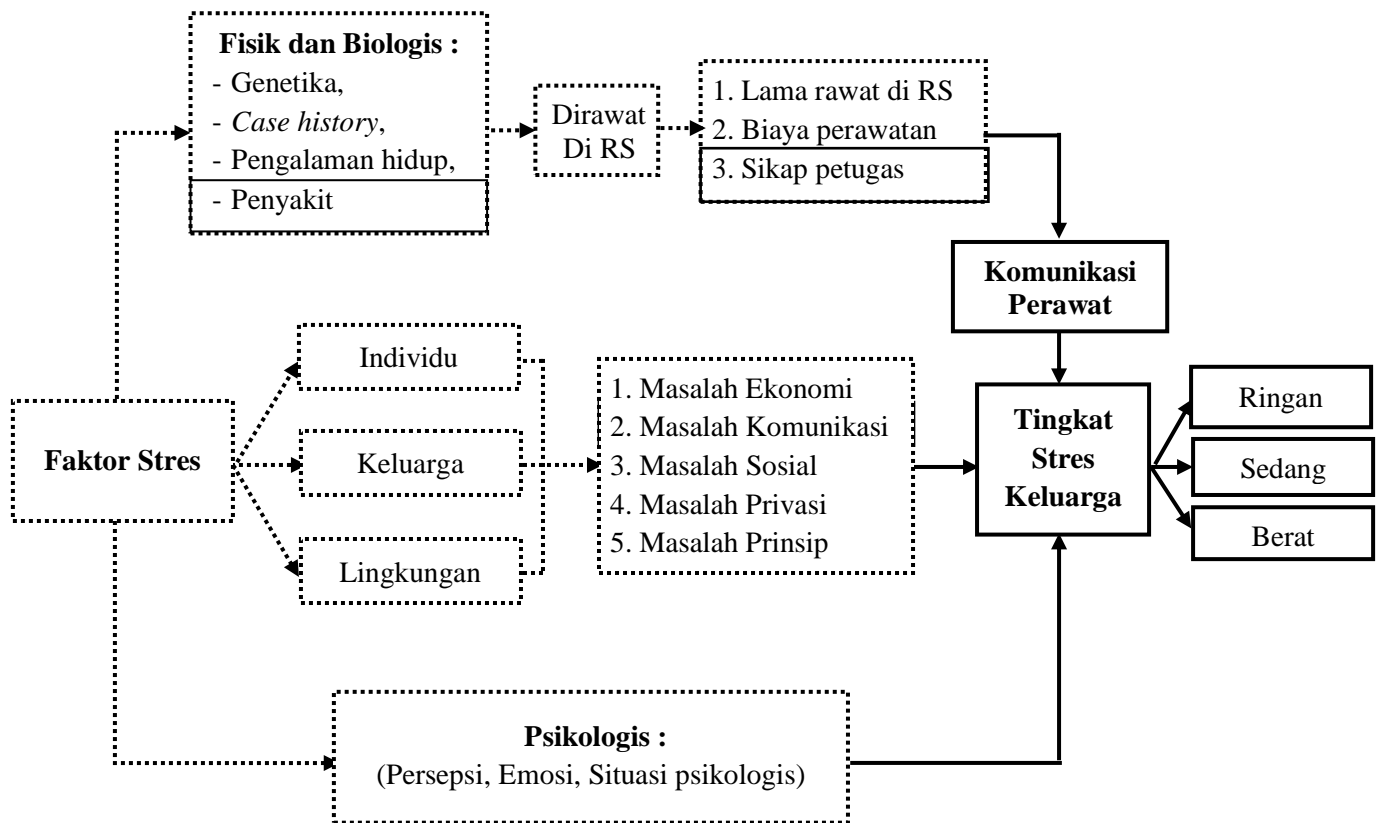 Fisik dan Biologis :
- Genetika,
- Case history,
- Pengalaman hidup,
- Penyakit
Dirawat
Di RS
1. Lama rawat di RS
2. Biaya perawatan
3. Sikap petugas
Komunikasi
Perawat
Faktor Stres
Individu
Keluarga
Lingkungan
1. Masalah Ekonomi
2. Masalah Komunikasi
3. Masalah Sosial
4. Masalah Privasi
5. Masalah Prinsip
Tingkat
Stres
Keluarga
Ringan
Sedang
Berat
Psikologis :
(Persepsi, Emosi, Situasi psikologis)